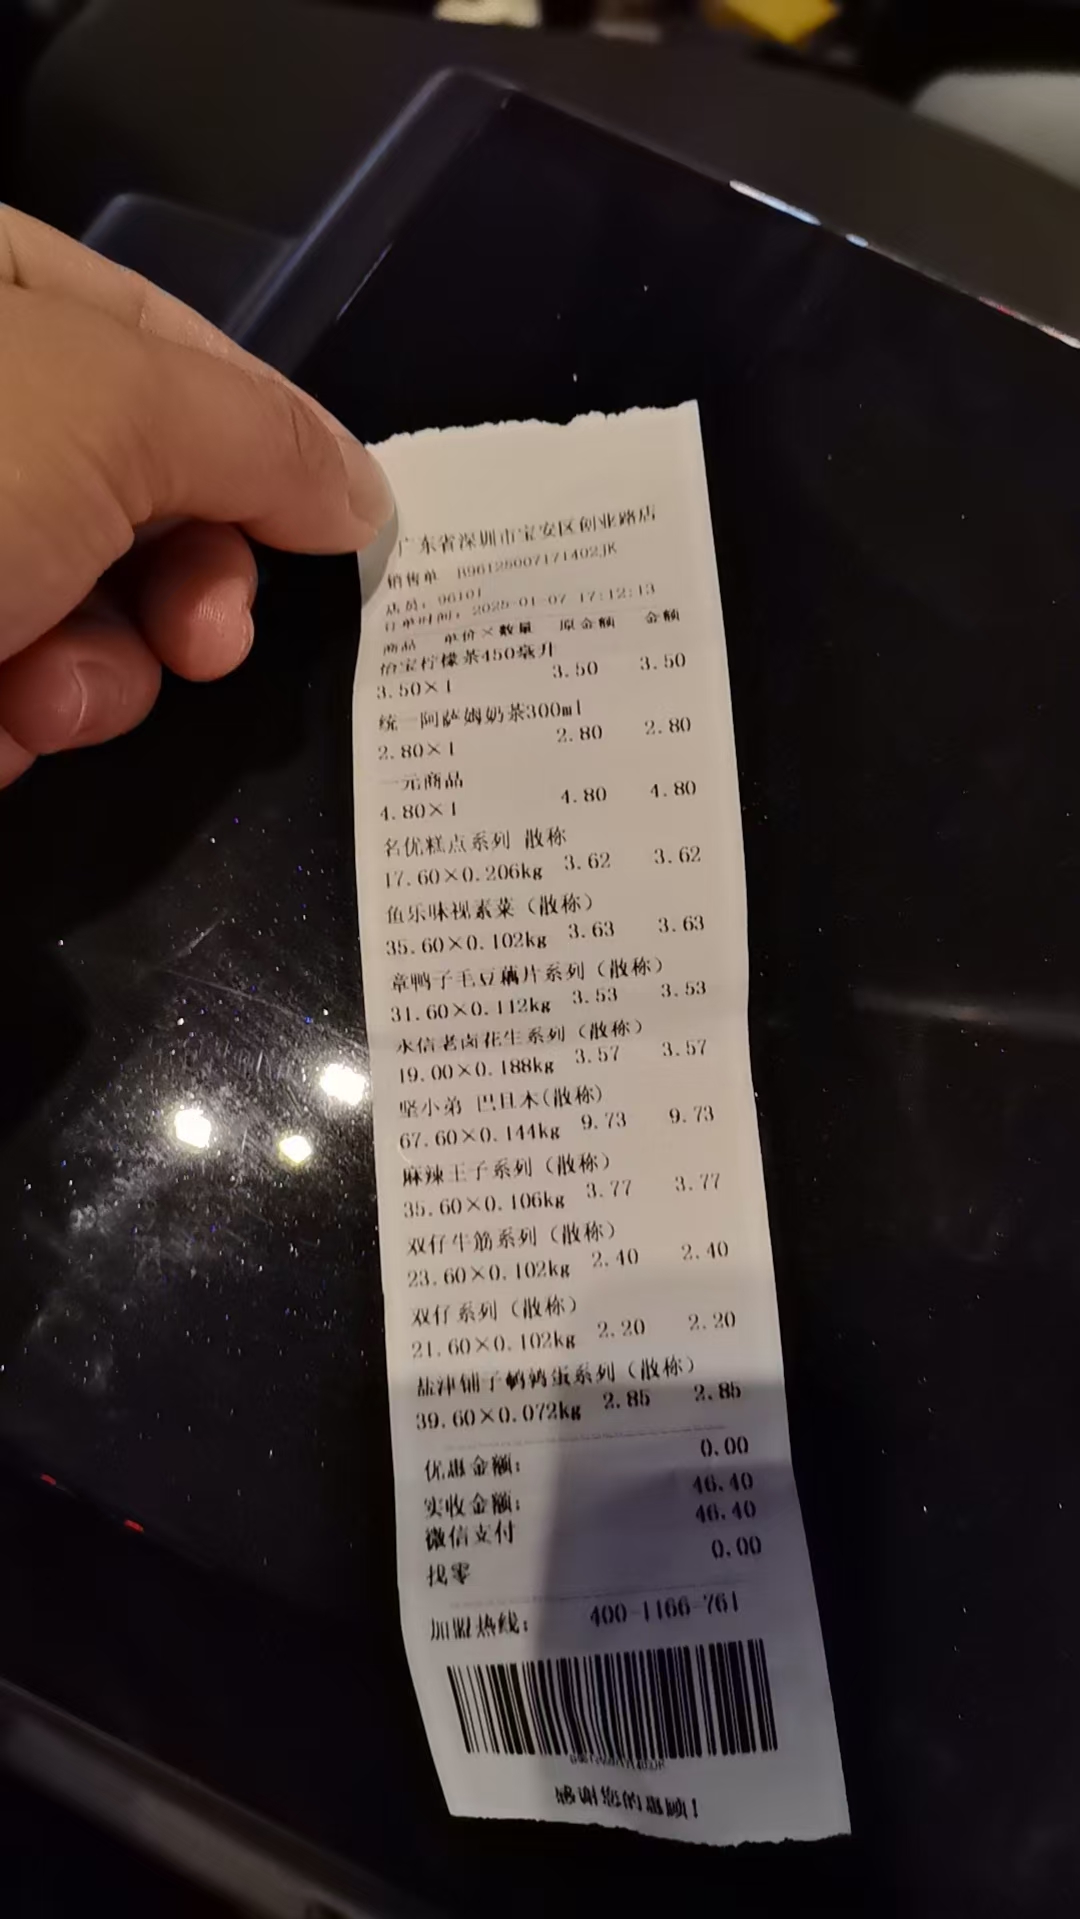 广东省深圳市宝安区创业路店
销售单 B96125007171402JK
店员: 96101
订单时间: 2025-01-07 17:12:13
商品 单价×数量 原金额 金额
怡宝柠檬茶450毫升
3.50×1 3.50 3.50
统一阿萨姆奶茶300ml
2.80×1 2.80 2.80
一元商品
4.80×1 4.80 4.80
名优糕点系列 散称
17.60×0.206kg 3.62 3.62
鱼乐味视素菜（散称）
35.60×0.102kg 3.63 3.63
章鸭子毛豆藕片系列（散称）
31.60×0.112kg 3.53 3.53
永信老卤花生系列（散称）
19.00×0.188kg 3.57 3.57
坚小弟 巴旦木(散称)
67.60×0.144kg 9.73 9.73
麻辣王子系列（散称）
35.60×0.106kg 3.77 3.77
双仔牛筋系列（散称）
23.60×0.102kg 2.40 2.40
双仔系列（散称）
21.60×0.102kg 2.20 2.20
盐津铺子鹌鹑蛋系列（散称）
39.60×0.072kg 2.85 2.85
优惠金额: 0.00
实收金额: 46.40
微信支付 46.40
找零 0.00
加盟热线: 400-1166-761
感谢您的惠顾!